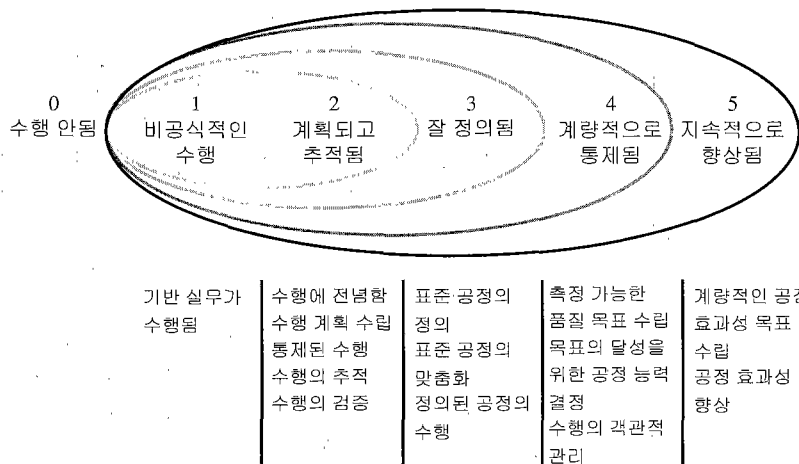 0
수행 안됨
1
비공식적인
수행
2
계획되고
추적됨
3
잘 정의됨
4
계량적으로
통제됨
5
지속적으로
향상됨
기반 실무가
수행됨
수행에 전념함
수행 계획 수립
통제된 수행
수행의 추적
수행의 검증
표준 공정의
정의
표준 공정의
맞춤화
정의된 공정의
수행
측정 가능한
품질 목표 수립
목표의 달성을
위한 공정 능력
결정
수행의 객관적
관리
계량적인 공정
효과성 목표
수립
공정 효과성
향상